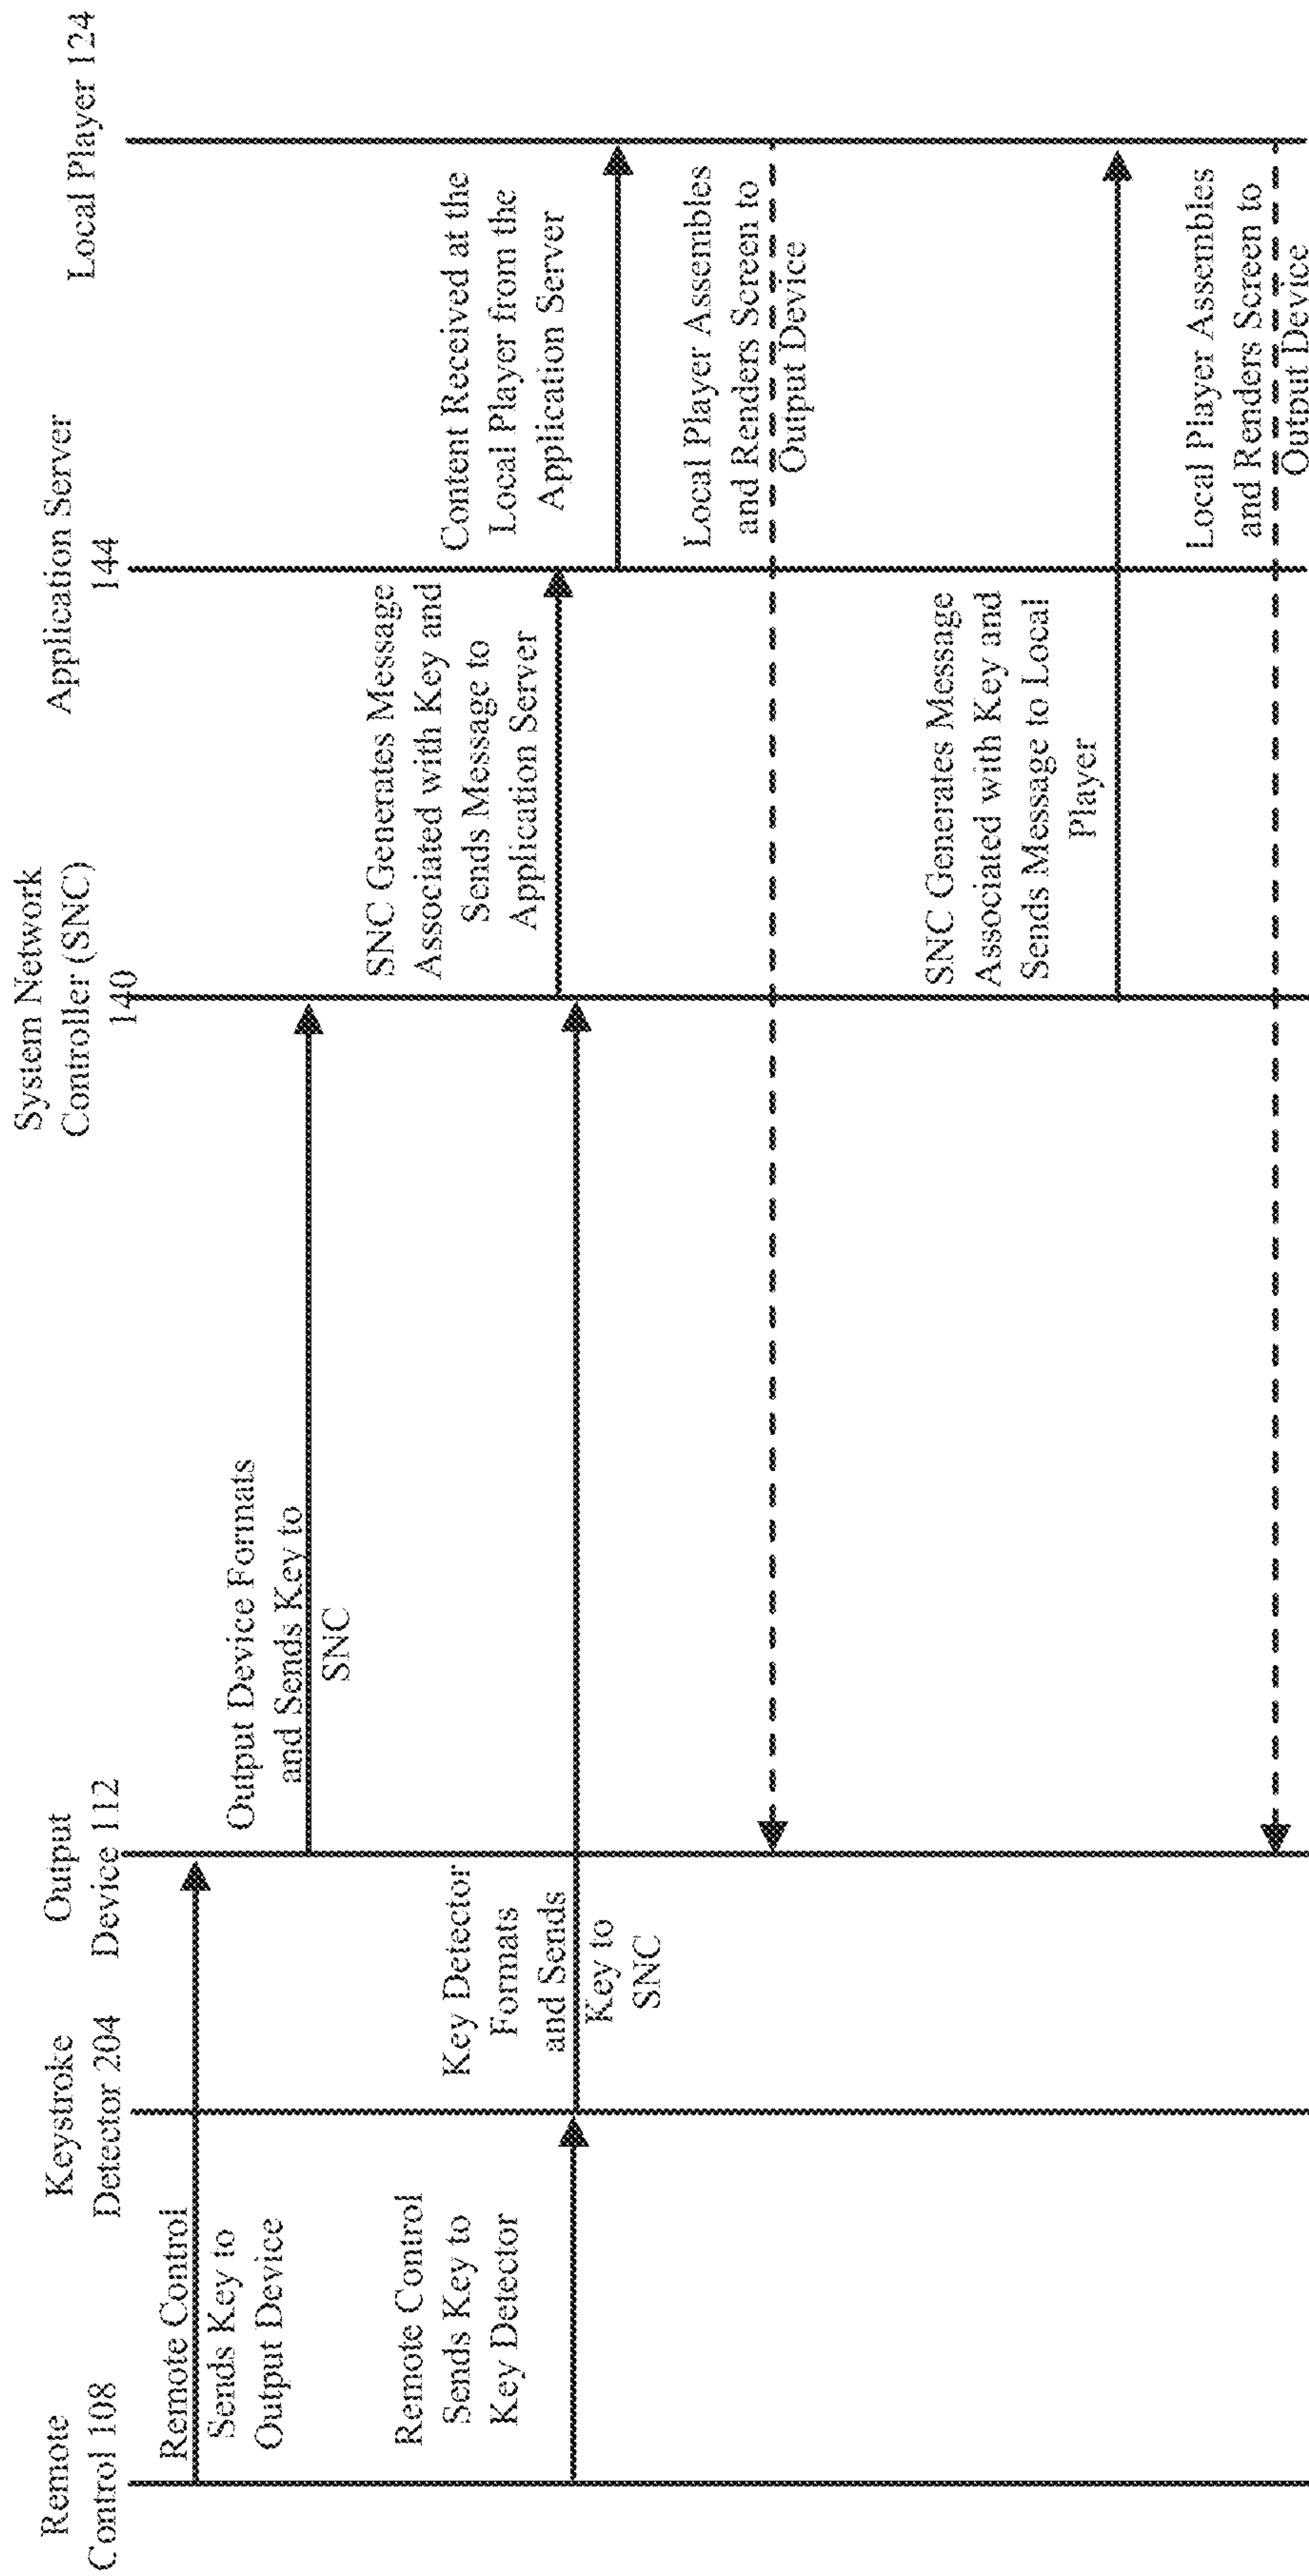 Remote
Control 108
Keystroke
Detector 204
Output
Device 112
System Network
Controller (SNC)
140
Application Server
144
Local Player 124
Remote Control
Sends Key to
Output Device
Output Device Formats
and Sends Key to
SNC
Remote Control
Sends Key to
Key Detector
Key Detector
Formats
and Sends
Key to
SNC
SNC Generates Message
Associated with Key and
Sends Message to
Application Server
Content Received at the
Local Player from the
Application Server
Local Player Assembles
and Renders Screen to
Output Device
SNC Generates Message
Associated with Key and
Sends Message to Local
Player
Local Player Assembles
and Renders Screen to
Output Device